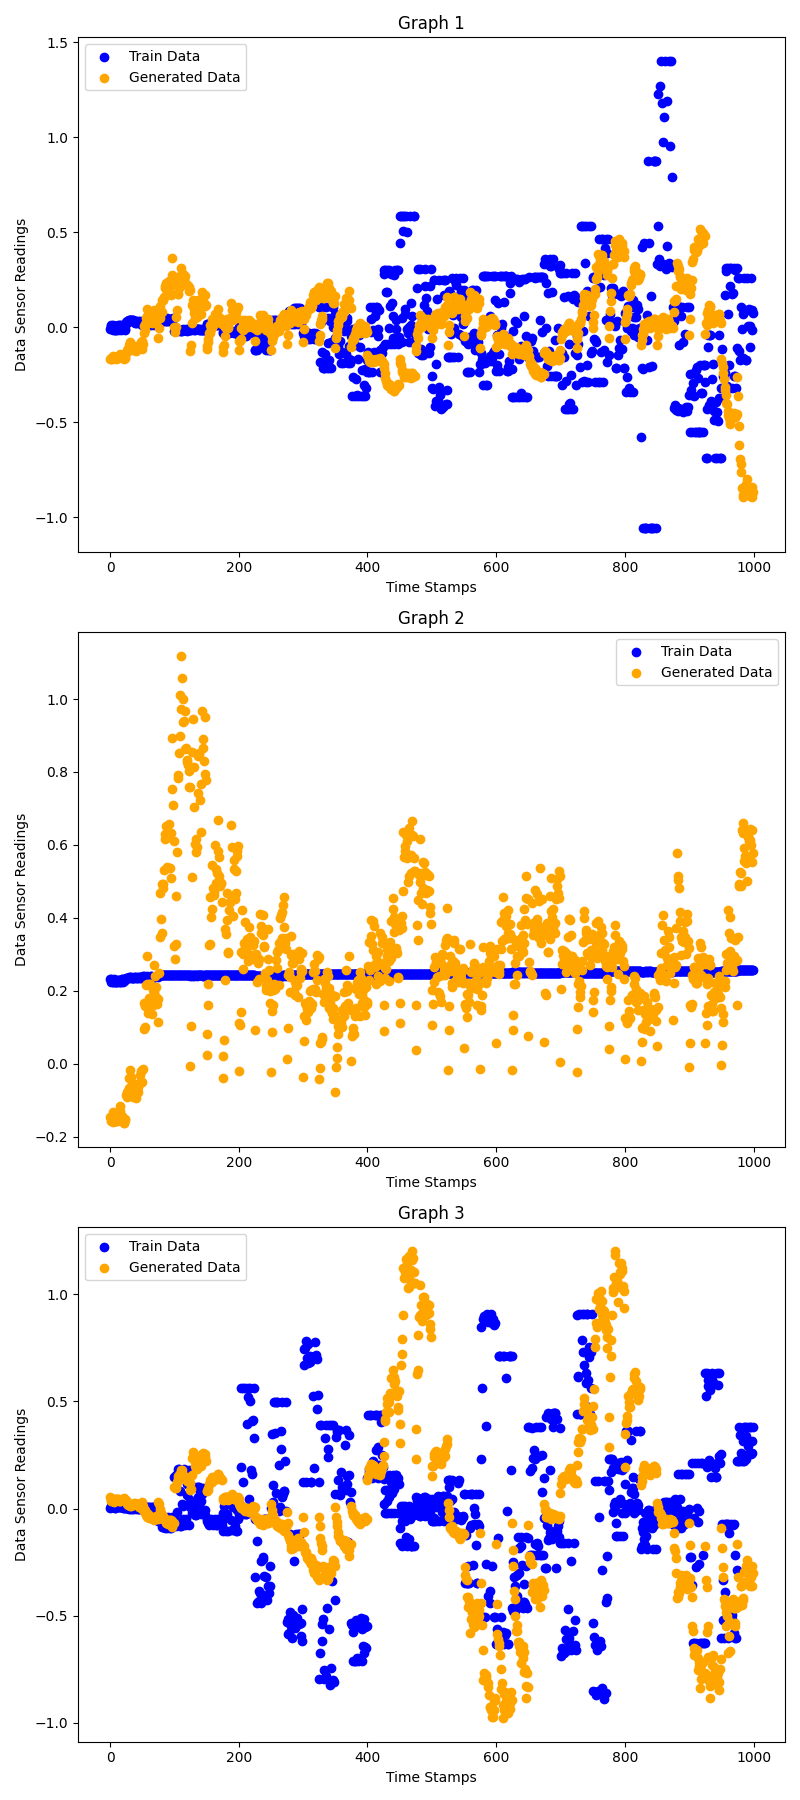 Graph 1
Train Data
Generated Data
1.5
1.0
0.5
0.0
−0.5
−1.0
Data Sensor Readings
0 200 400 600 800 1000
Time Stamps
Graph 2
Train Data
Generated Data
1.0
0.8
0.6
0.4
0.2
0.0
−0.2
Data Sensor Readings
0 200 400 600 800 1000
Time Stamps
Graph 3
Train Data
Generated Data
1.0
0.5
0.0
−0.5
−1.0
Data Sensor Readings
0 200 400 600 800 1000
Time Stamps